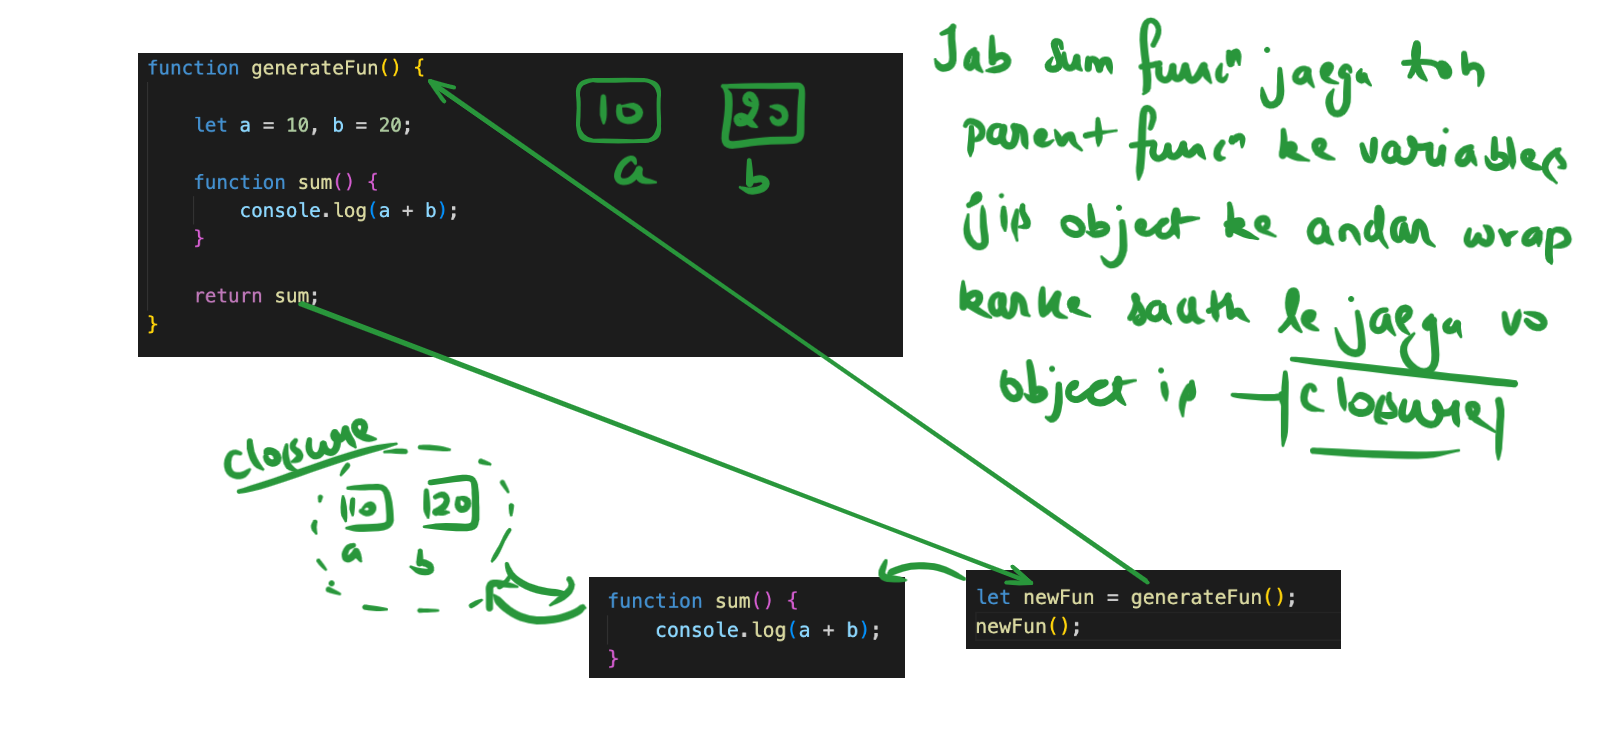 function generateFun() {
let a = 10, b = 20;
function sum() {
console.log(a + b);
}
return sum;
}
10 20
a b
Jab sum funcⁿ jaega toh
parent funcⁿ ke variables
jis object ke andar wrap
karke saath le jaega vo
object is - closure
closure
10 20
a b
function sum() {
console.log(a + b);
}
let newFun = generateFun();
newFun();